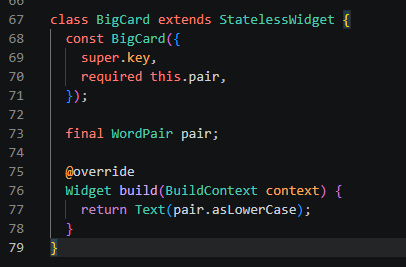 66
67 class BigCard extends StatelessWidget {
68   const BigCard({
69     super.key,
70     required this.pair,
71   });
72
73   final WordPair pair;
74
75   @override
76   Widget build(BuildContext context) {
77     return Text(pair.asLowerCase);
78   }
79 }